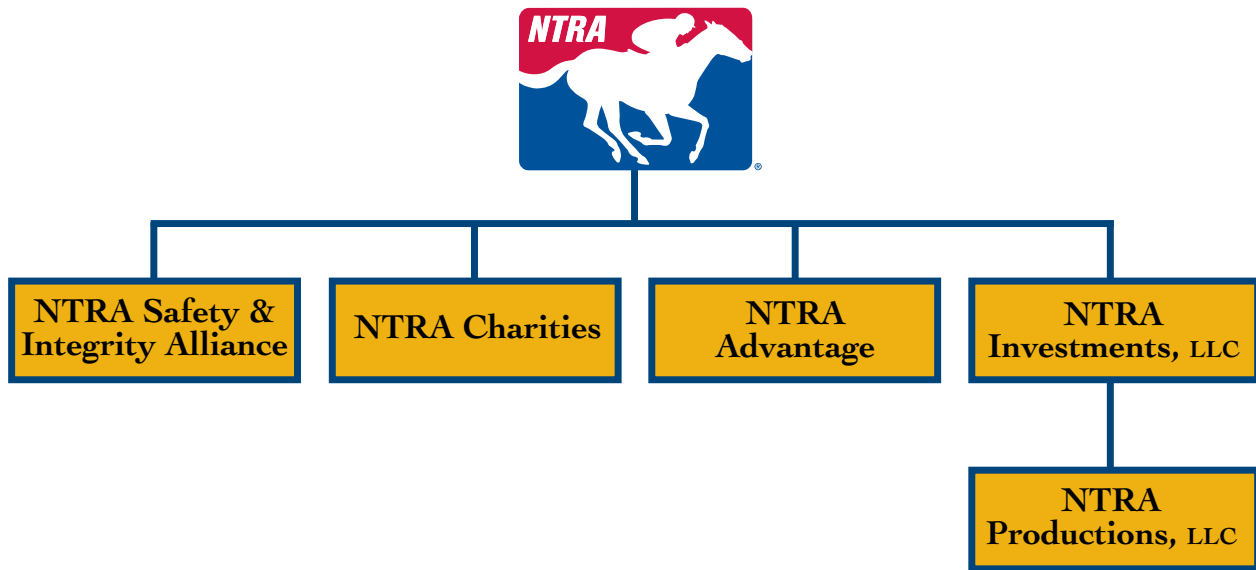 NTRA
®
NTRA Safety &
Integrity Alliance
NTRA Charities
NTRA
Advantage
NTRA
Investments, LLC
NTRA
Productions, LLC